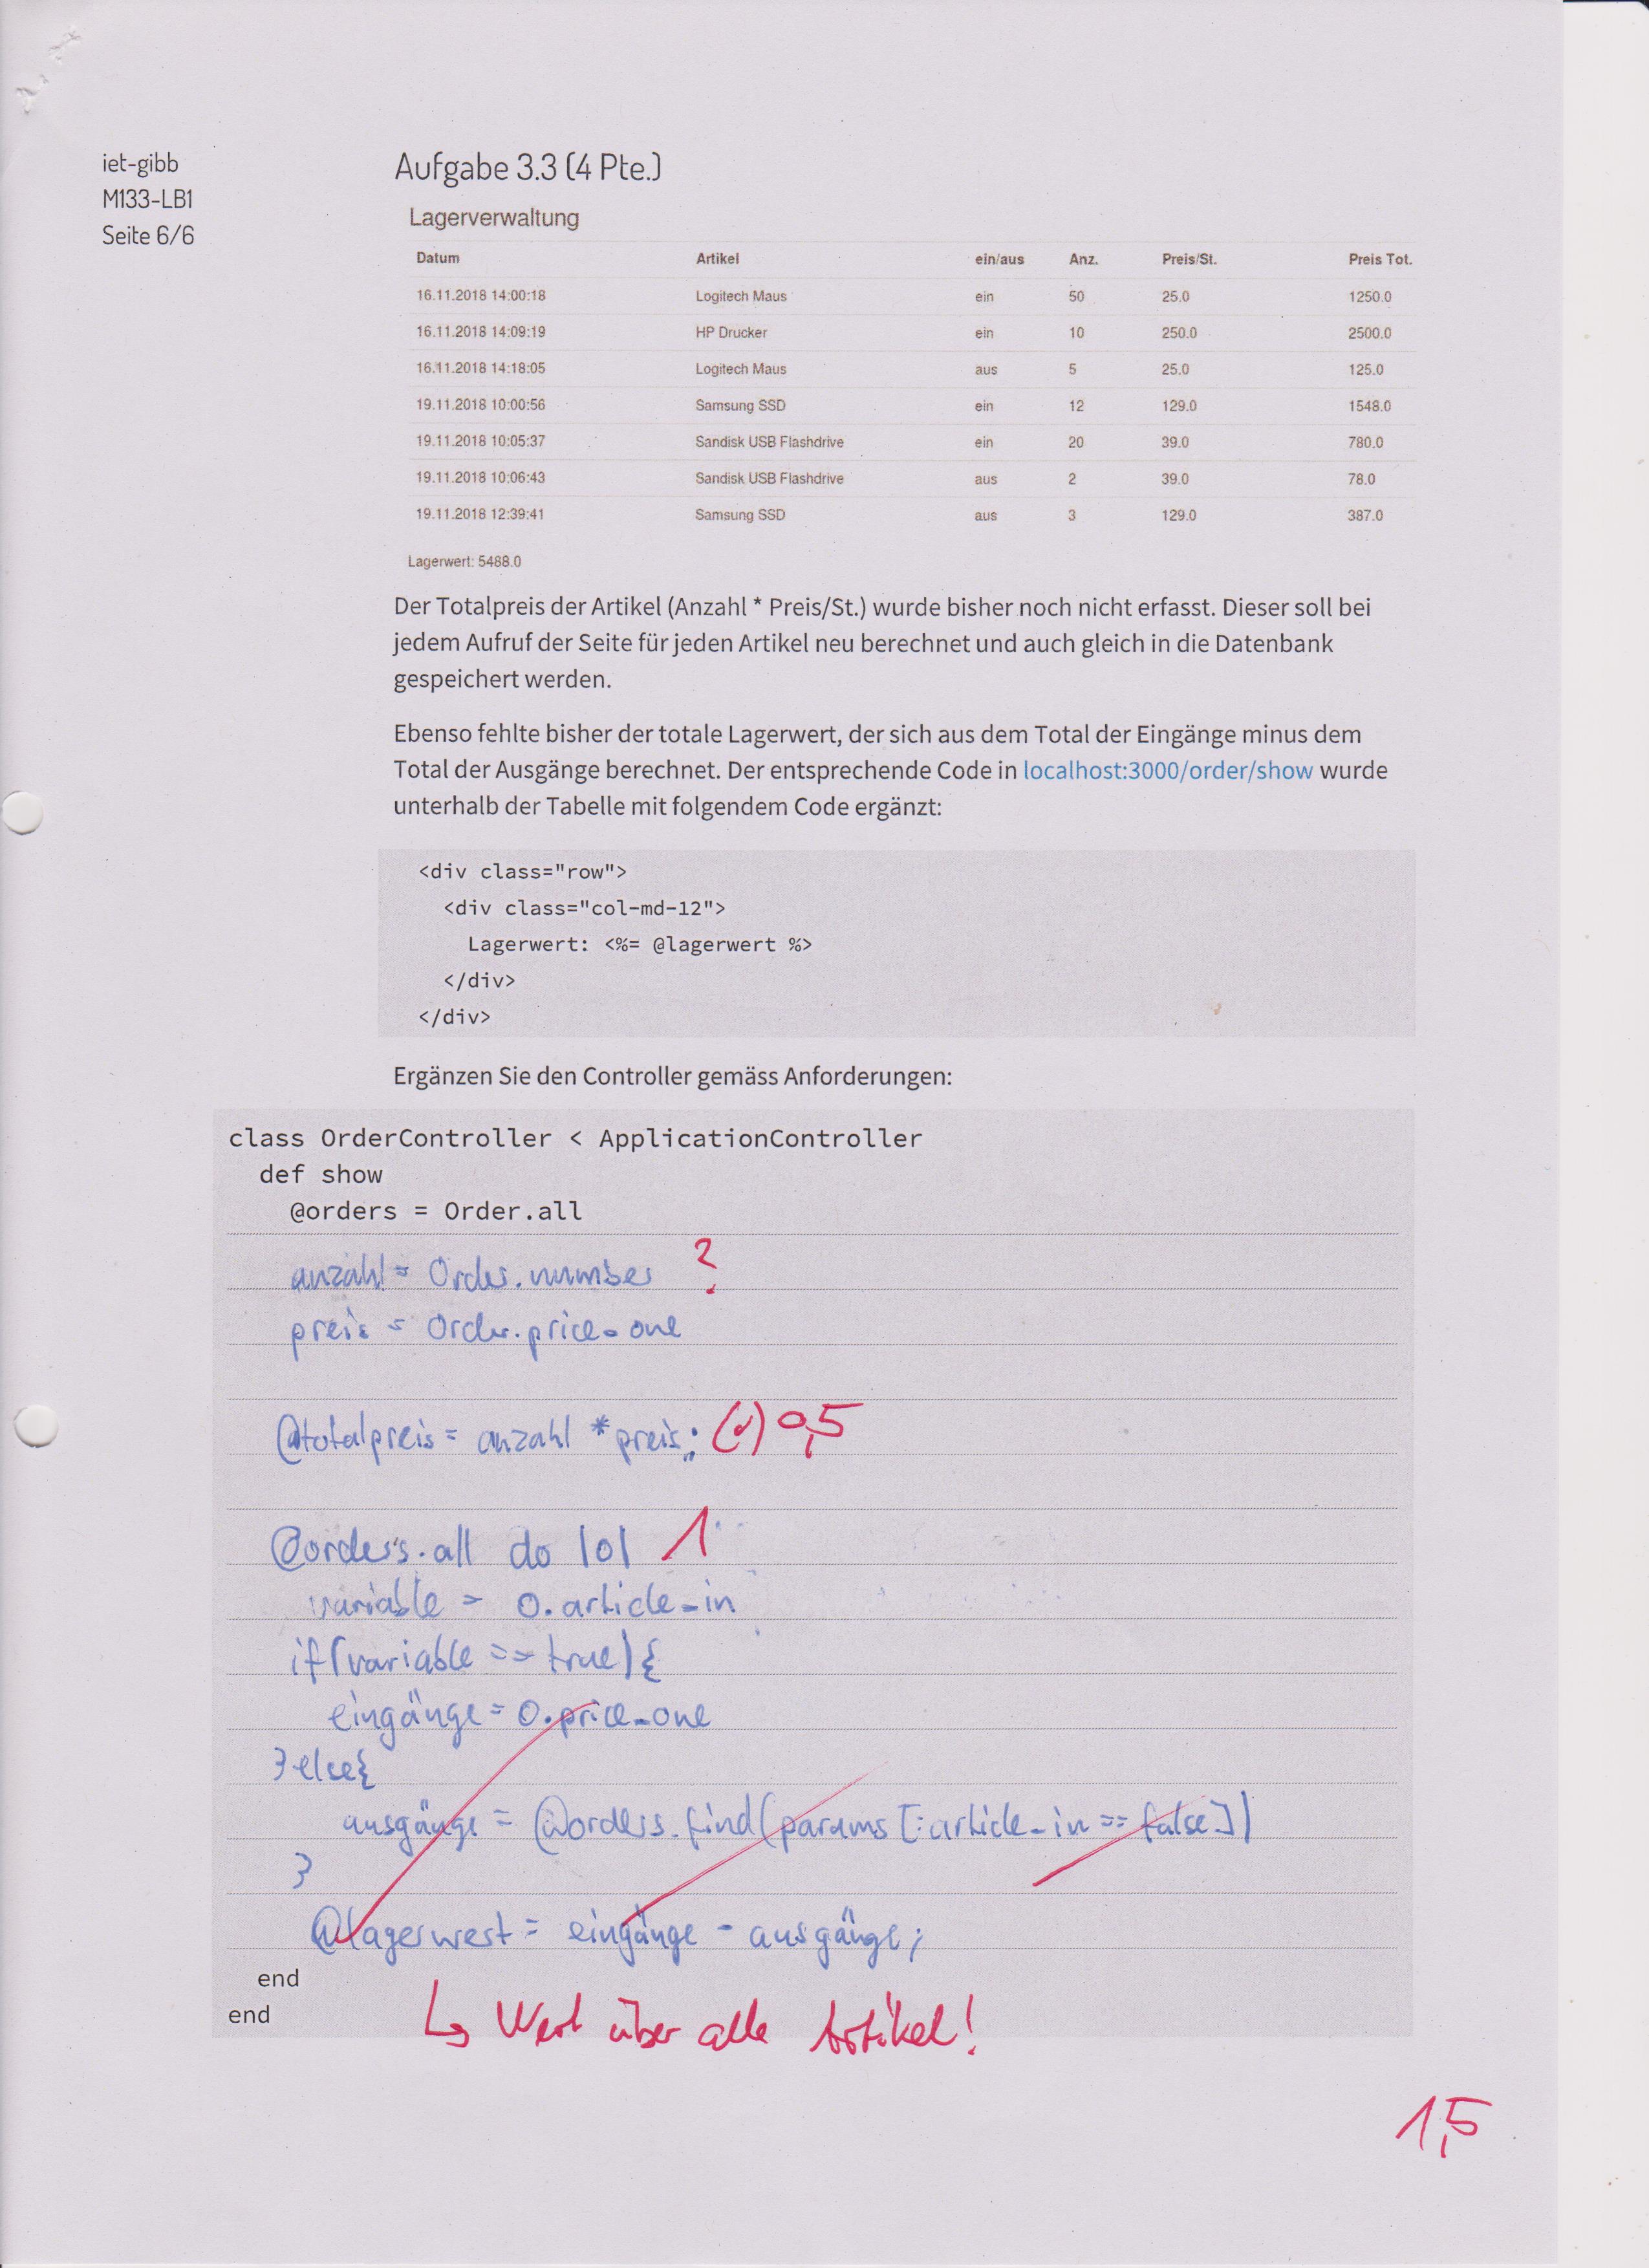 iet-gibb
M133-LB1
Seite 6/6
Aufgabe 3.3 (4 Pte.)
Lagerverwaltung
Datum Artikel ein/aus Anz. Preis/St. Preis Tot.
16.11.2018 14:00:18 Logitech Maus ein 50 25.0 1250.0
16.11.2018 14:09:19 HP Drucker ein 10 250.0 2500.0
16.11.2018 14:18:05 Logitech Maus aus 5 25.0 125.0
19.11.2018 10:00:56 Samsung SSD ein 12 129.0 1548.0
19.11.2018 10:05:37 Sandisk USB Flashdrive ein 20 39.0 780.0
19.11.2018 10:06:43 Sandisk USB Flashdrive aus 2 39.0 78.0
19.11.2018 12:39:41 Samsung SSD aus 3 129.0 387.0
Lagerwert: 5488.0
Der Totalpreis der Artikel (Anzahl * Preis/St.) wurde bisher noch nicht erfasst. Dieser soll bei
jedem Aufruf der Seite für jeden Artikel neu berechnet und auch gleich in die Datenbank
gespeichert werden.
Ebenso fehlte bisher der totale Lagerwert, der sich aus dem Total der Eingänge minus dem
Total der Ausgänge berechnet. Der entsprechende Code in localhost:3000/order/show wurde
unterhalb der Tabelle mit folgendem Code ergänzt:
<div class="row">
<div class="col-md-12">
Lagerwert: <%= @lagerwert %>
</div>
</div>
Ergänzen Sie den Controller gemäss Anforderungen:
class OrderController < ApplicationController
def show
@orders = Order.all
anzahl = Order.number ?
preis = Order.price_one
@totalpreis = anzahl * preis; (✓) 0,5
@orders.all do |o| 1
variable = o.article_in
if(variable == true){
eingänge = o.price_one
}else{
ausgänge = @orders.find(params[:article_in == false])
}
@lagerwert = eingänge - ausgänge;
end
end
↳ Wert über alle Artikel!
1,5